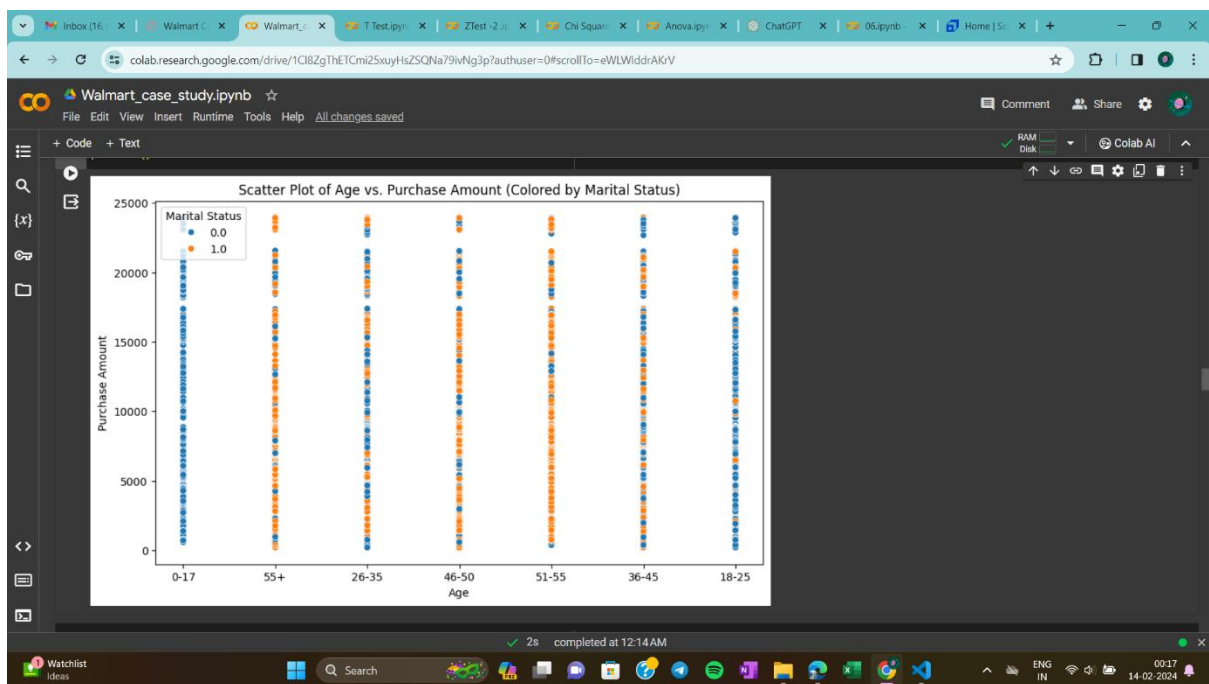 Inbox (16,
Walmart C
Walmart_c
T Test.ipyn
ZTest -2.ip
Chi Square
Anova.ipyn
ChatGPT
06.ipynb -
Home | Sc
colab.research.google.com/drive/1CI8ZgThETCmi25xuyHsZSQNa79ivNg3p?authuser=0#scrollTo=eWLWIddrAKrV
CO
Walmart_case_study.ipynb
Comment
Share
File Edit View Insert Runtime Tools Help All changes saved
+ Code + Text
RAM
Disk
Colab AI
Scatter Plot of Age vs. Purchase Amount (Colored by Marital Status)
Marital Status
0.0
1.0
25000
20000
15000
10000
5000
0
Purchase Amount
0-17 55+ 26-35 46-50 51-55 36-45 18-25
Age
{x}
2s completed at 12:14 AM
1
Watchlist
Ideas
Search
PRE
ENG
IN
00:17
14-02-2024